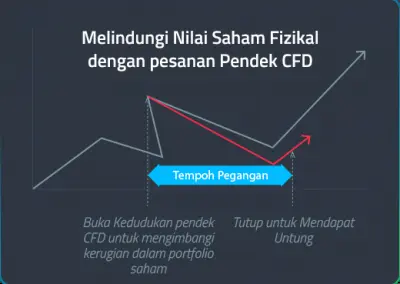 Melindungi Nilai Saham Fizikal
dengan pesanan Pendek CFD
Tempoh Pegangan
Buka Kedudukan pendek
CFD untuk mengimbangi
kerugian dalam portfolio
saham
Tutup untuk Mendapat
Untung